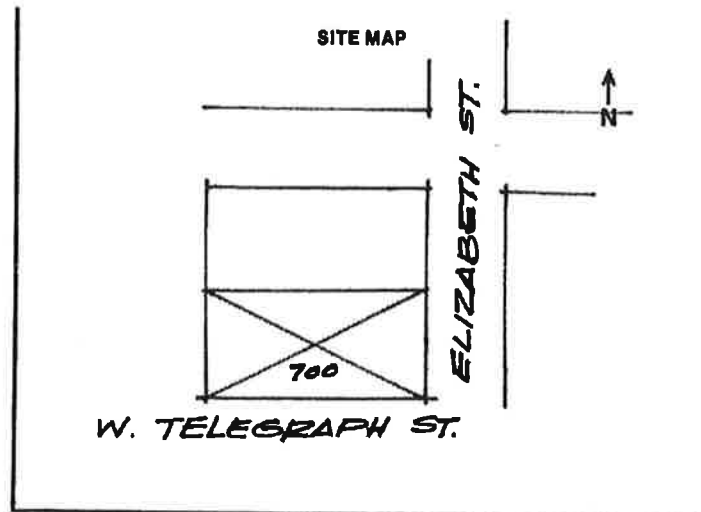 SITE MAP
N
ELIZABETH ST.
700
W. TELEGRAPH ST.